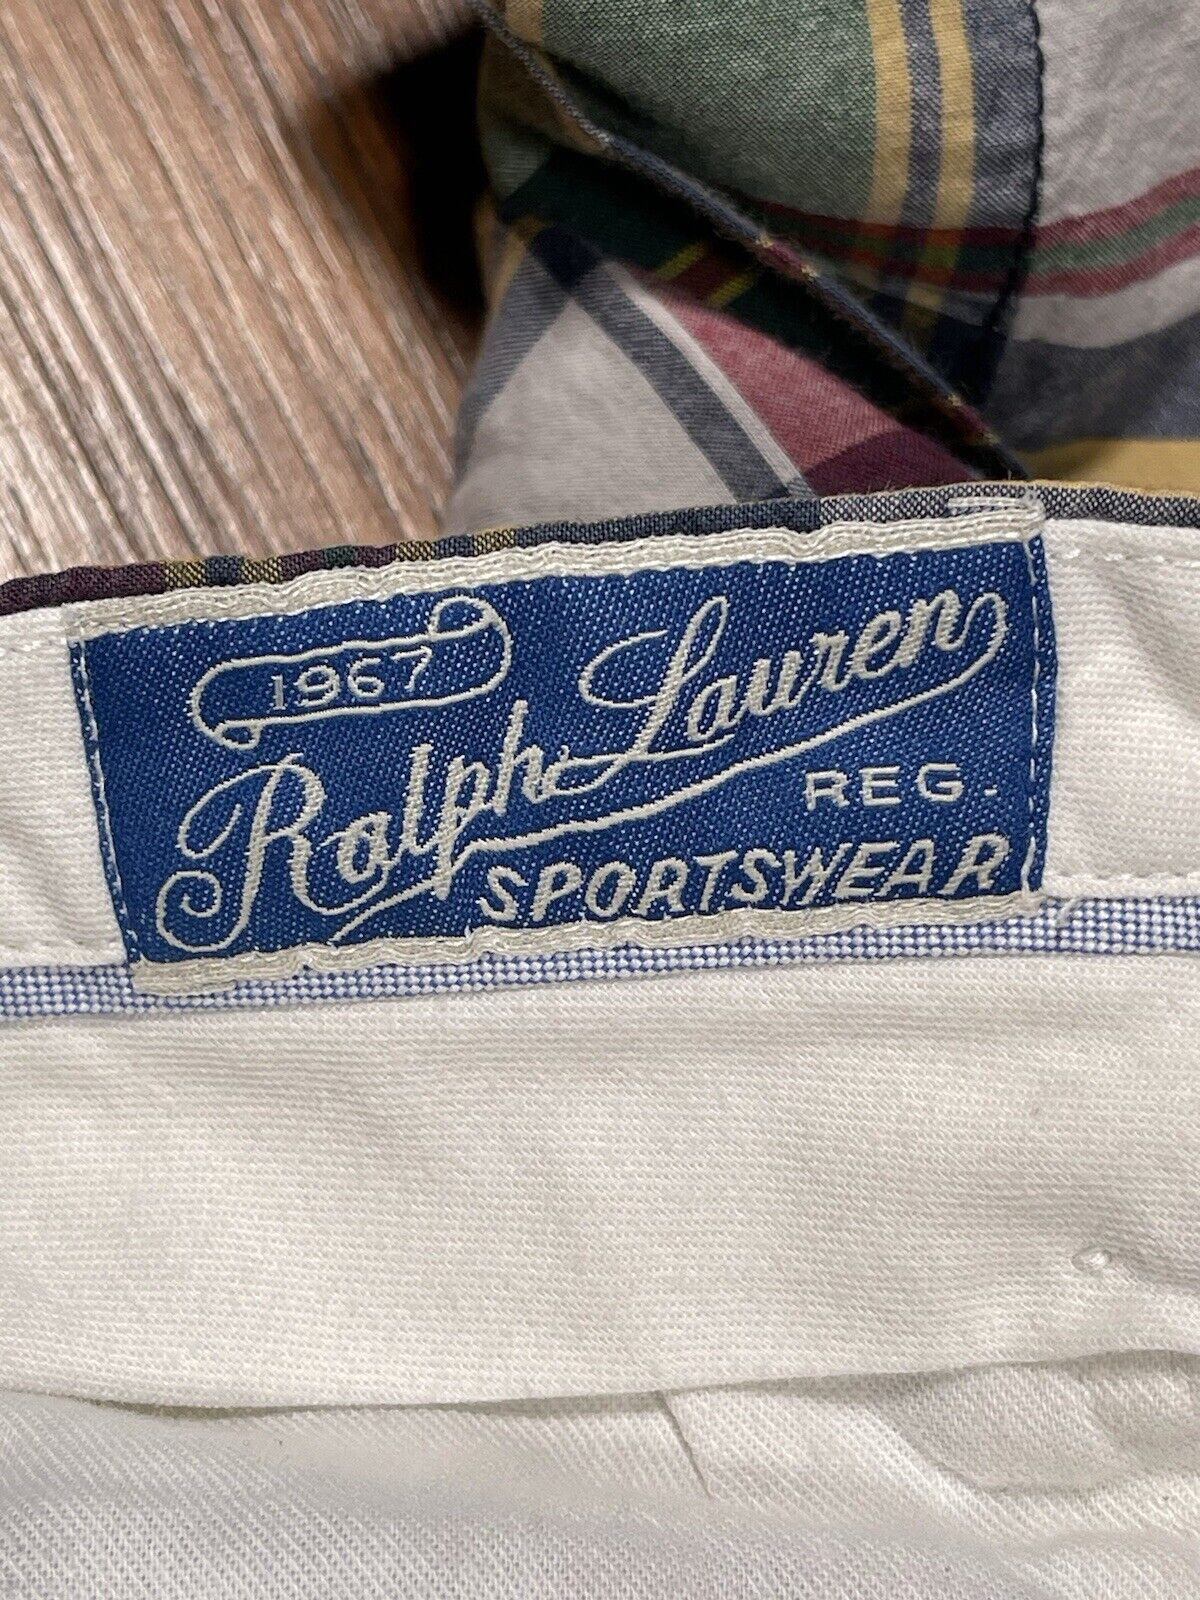 1967
Ralph Lauren
REG.
SPORTSWEAR